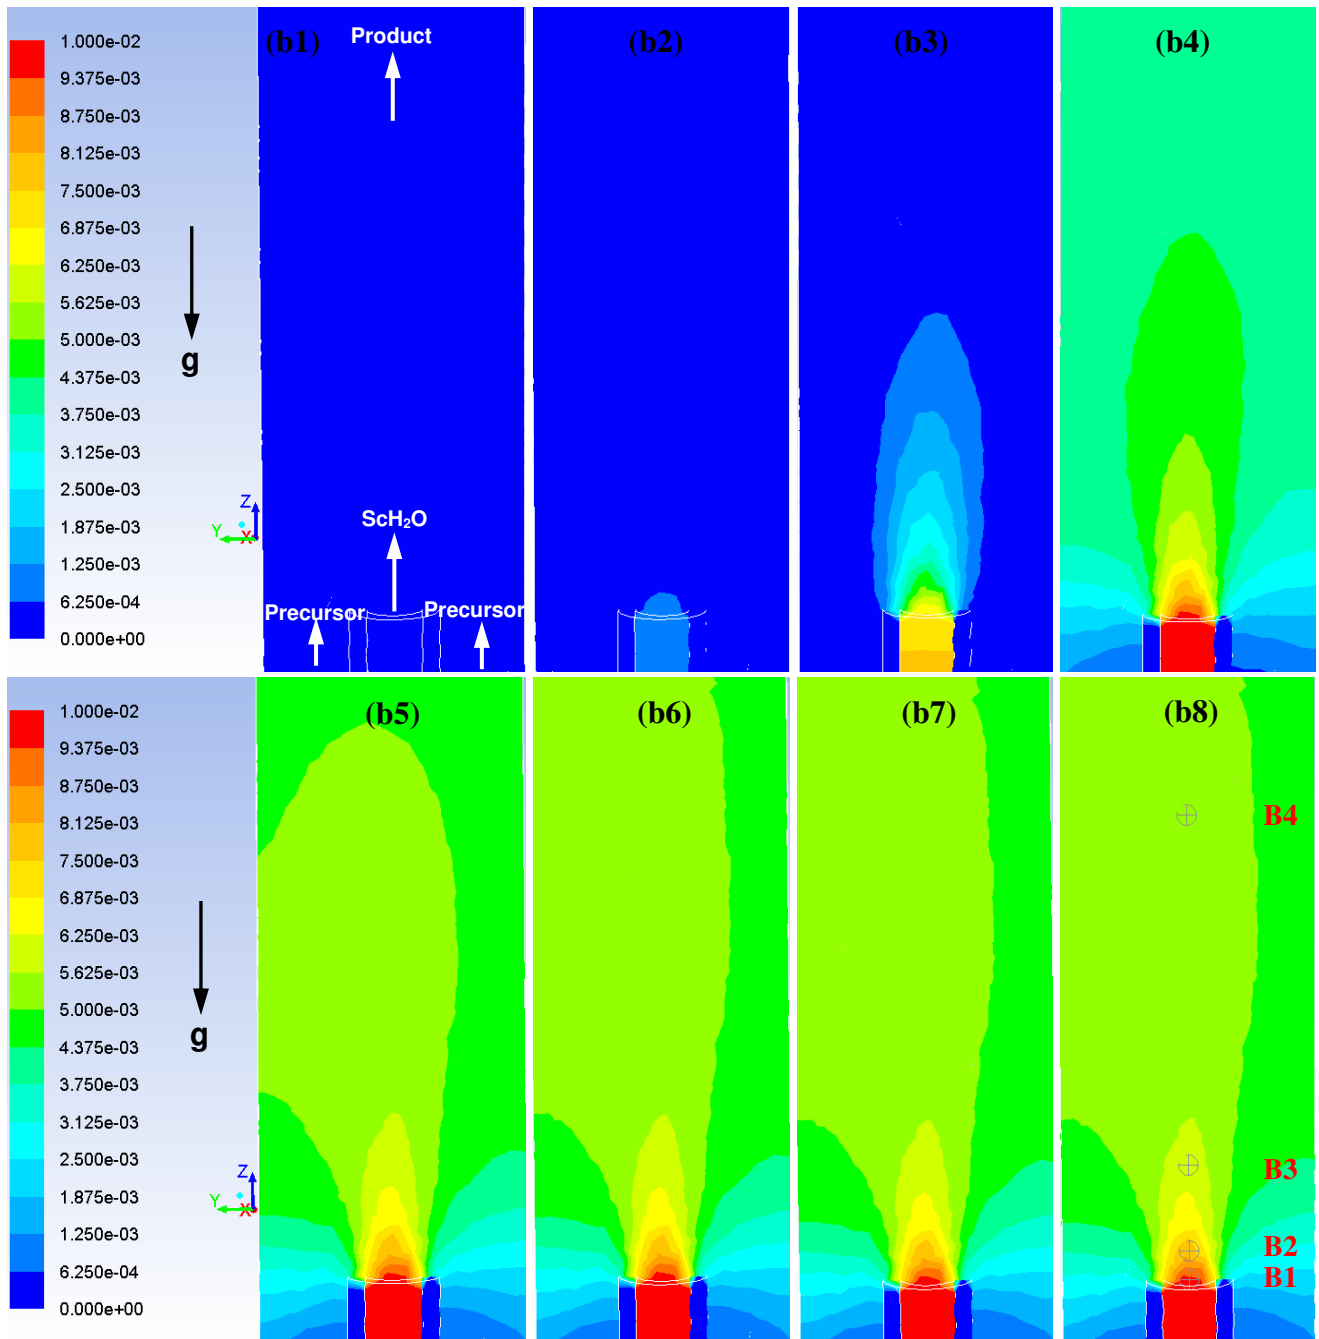 1.000e-02
9.375e-03
8.750e-03
8.125e-03
7.500e-03
6.875e-03
6.250e-03
5.625e-03
5.000e-03
4.375e-03
3.750e-03
3.125e-03
2.500e-03
1.875e-03
1.250e-03
6.250e-04
0.000e+00
g
Z
Y
X
(b1)
Product
ScH₂O
Precursor
Precursor
(b2)
(b3)
(b4)
1.000e-02
9.375e-03
8.750e-03
8.125e-03
7.500e-03
6.875e-03
6.250e-03
5.625e-03
5.000e-03
4.375e-03
3.750e-03
3.125e-03
2.500e-03
1.875e-03
1.250e-03
6.250e-04
0.000e+00
g
Z
Y
X
(b5)
(b6)
(b7)
(b8)
B4
B3
B2
B1